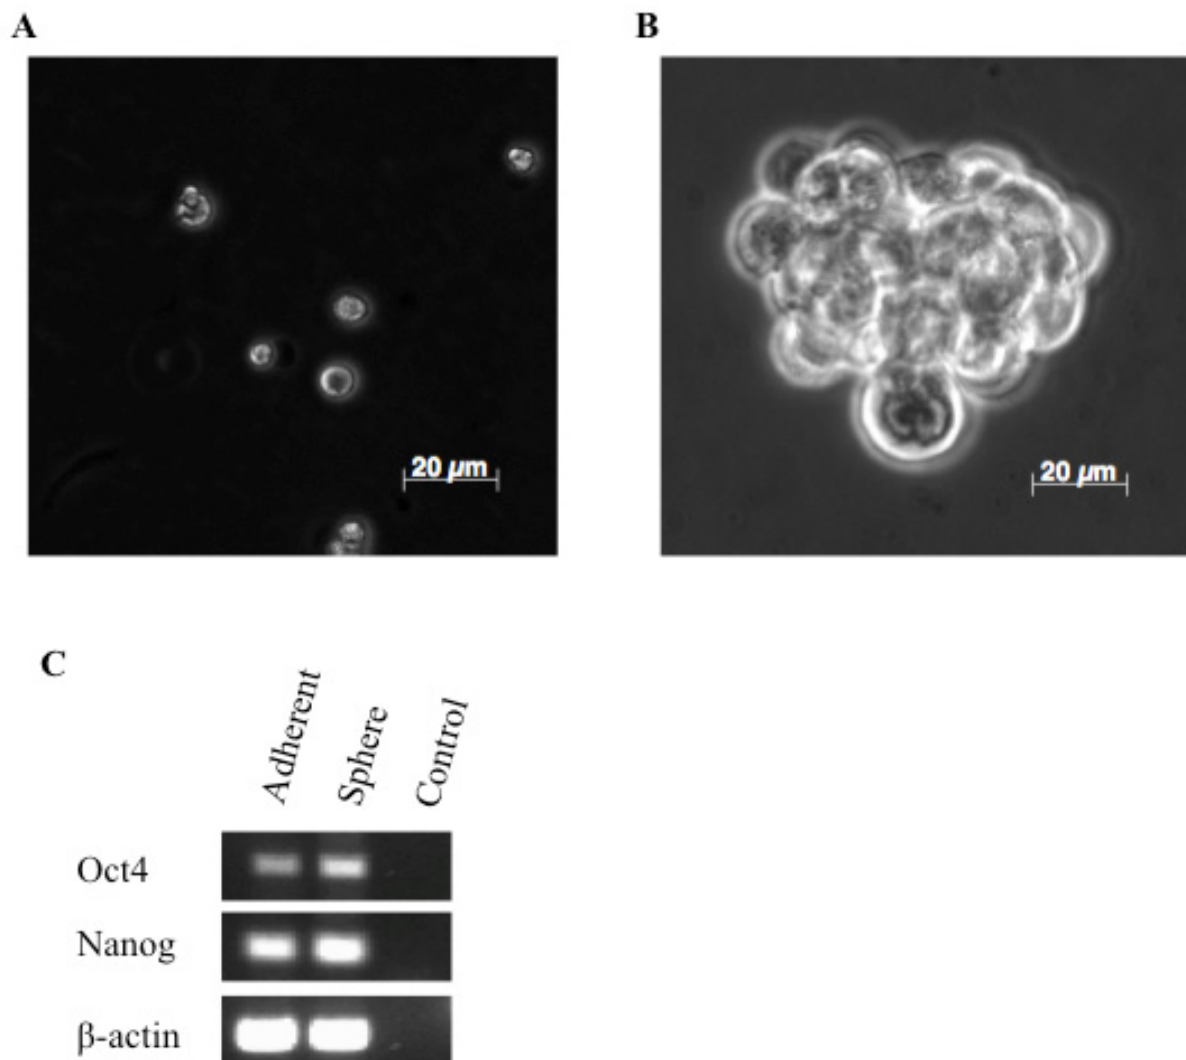 A
B
20 µm
20 µm
C
Adherent
Sphere
Control
Oct4
Nanog
β-actin